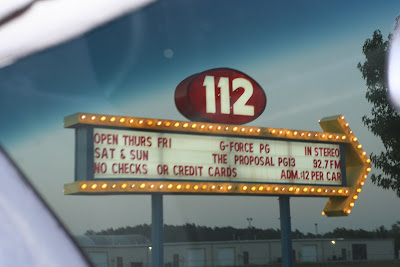 112
OPEN THURS FRI G-FORCE PG IN STEREO
SAT & SUN THE PROPOSAL PG13 92.7 FM
NO CHECKS OR CREDIT CARDS ADM. $12 PER CAR